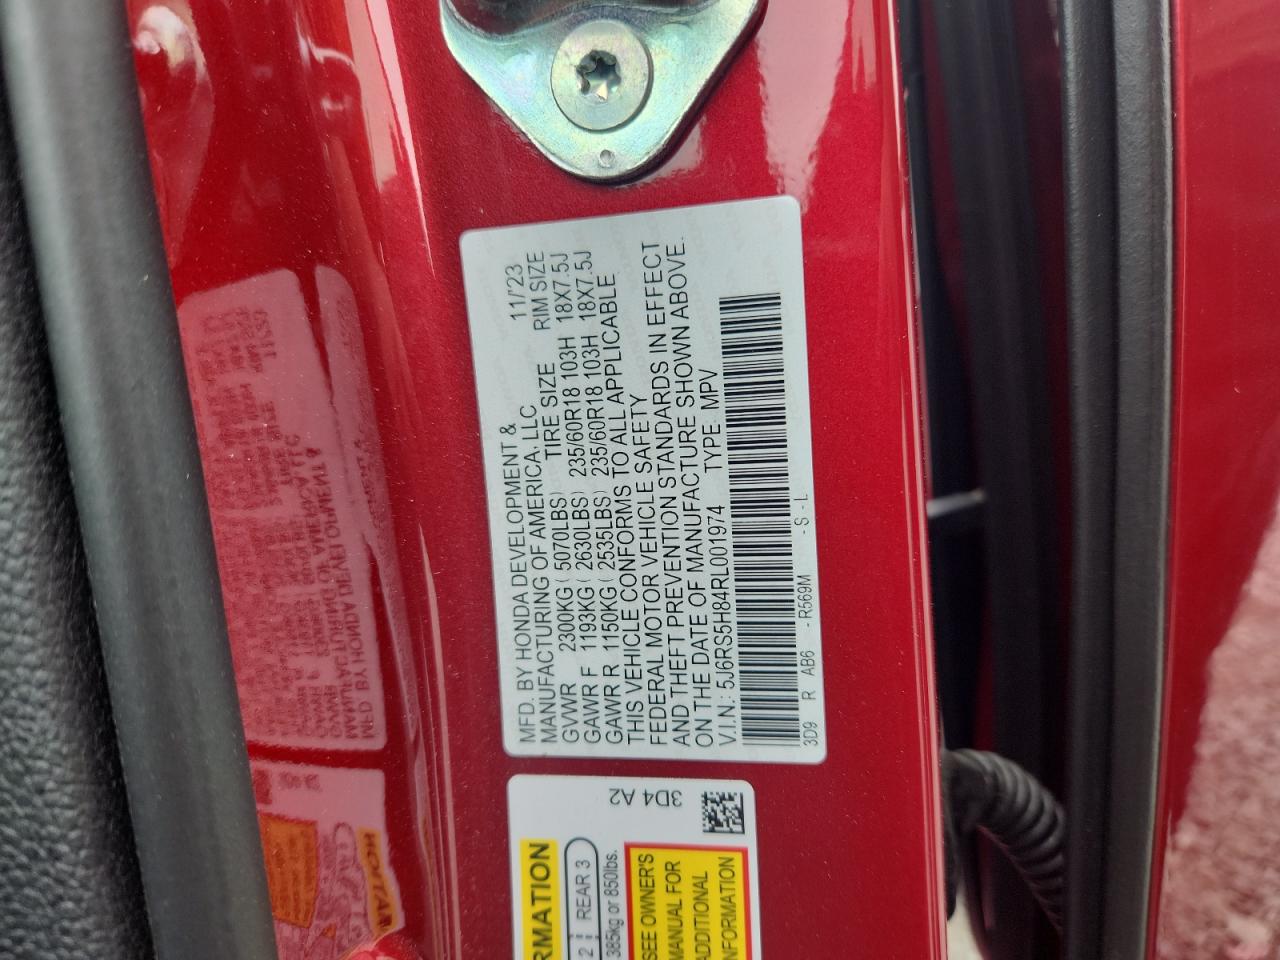 MFD. BY HONDA DEVELOPMENT & 11/'23
MANUFACTURING OF AMERICA, LLC
TIRE SIZE RIM SIZE
GVWR 2300KG ( 5070LBS)
GAWR F 1193KG ( 2630LBS) 235/60R18 103H 18X7.5J
GAWR R 1150KG ( 2535LBS) 235/60R18 103H 18X7.5J
THIS VEHICLE CONFORMS TO ALL APPLICABLE
FEDERAL MOTOR VEHICLE SAFETY
AND THEFT PREVENTION STANDARDS IN EFFECT
ON THE DATE OF MANUFACTURE SHOWN ABOVE.
V.I.N.: 5J6RS5H84RL001974 TYPE: MPV
3D9 R AB6 - R569M - S - L
3D4 A2
RMATION
2 REAR 3
385kg or 850lbs.
SEE OWNER'S
MANUAL FOR
ADDITIONAL
INFORMATION